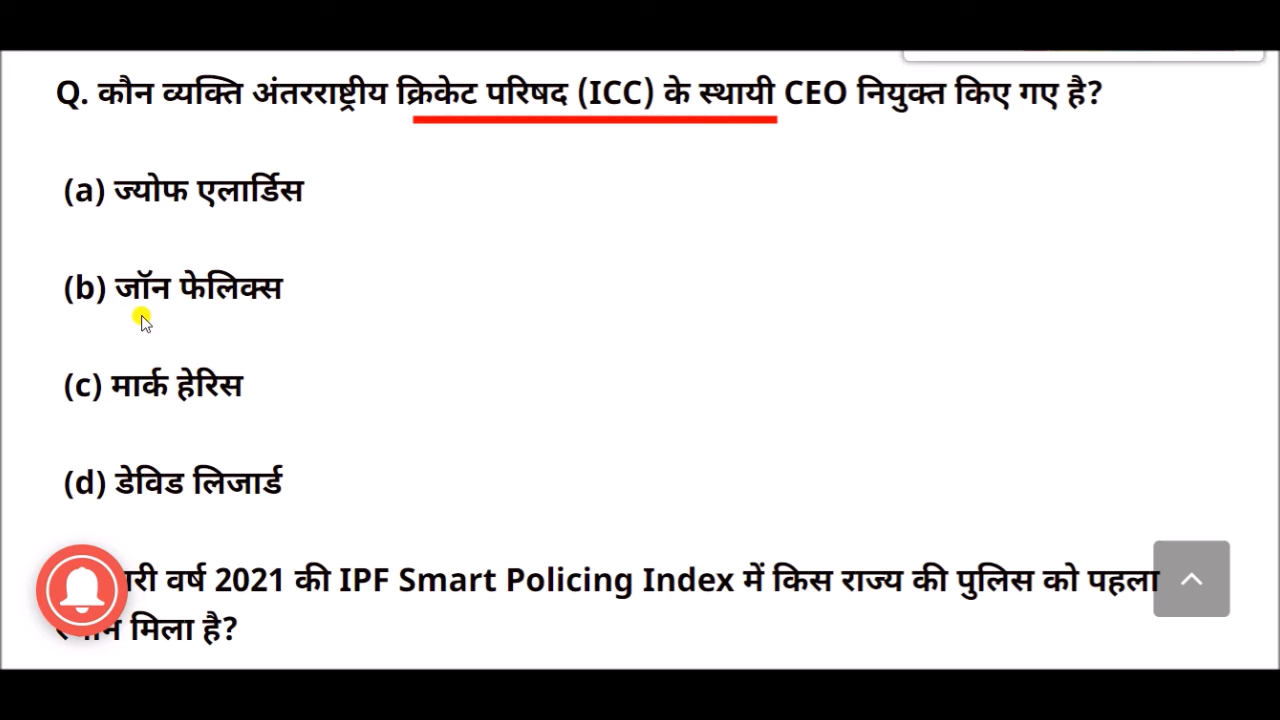 Q. कौन व्यक्ति अंतरराष्ट्रीय क्रिकेट परिषद (ICC) के स्थायी CEO नियुक्त किए गए है?
(a) ज्योफ एलार्डिस
(b) जॉन फेलिक्स
(c) मार्क हेरिस
(d) डेविड लिजार्ड
वर्ष 2021 की IPF Smart Policing Index में किस राज्य की पुलिस को पहला
मिला है?